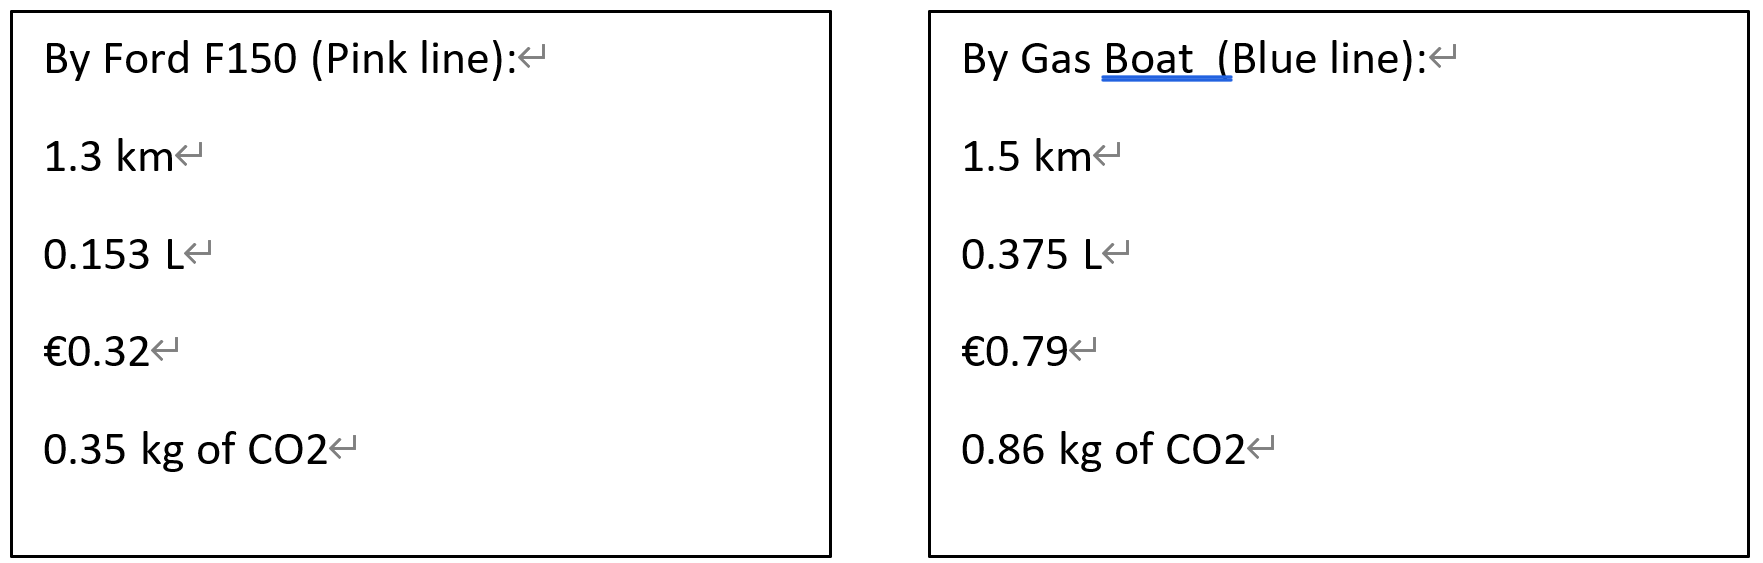 By Ford F150 (Pink line):
1.3 km
0.153 L
€0.32
0.35 kg of CO2
By Gas Boat  (Blue line):
1.5 km
0.375 L
€0.79
0.86 kg of CO2